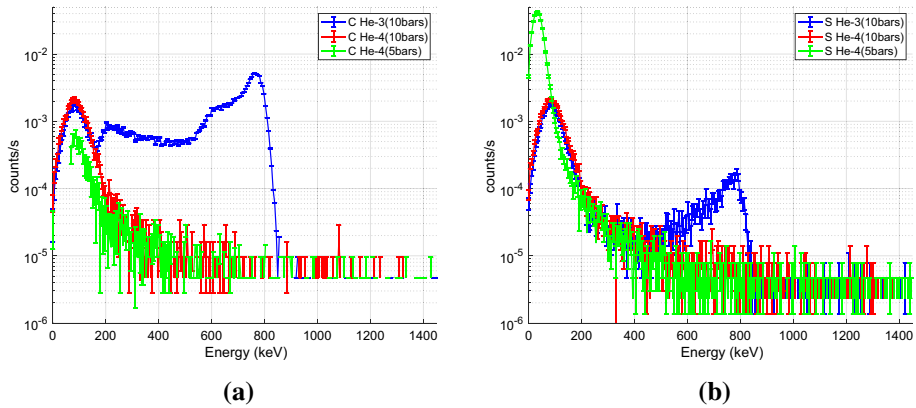 C He-3(10bars)
C He-4(10bars)
C He-4(5bars)
10^-2
10^-3
10^-4
10^-5
10^-6
counts/s
0 200 400 600 800 1000 1200 1400
Energy (keV)
(a)
S He-3(10bars)
S He-4(10bars)
S He-4(5bars)
10^-2
10^-3
10^-4
10^-5
10^-6
counts/s
0 200 400 600 800 1000 1200 1400
Energy (keV)
(b)